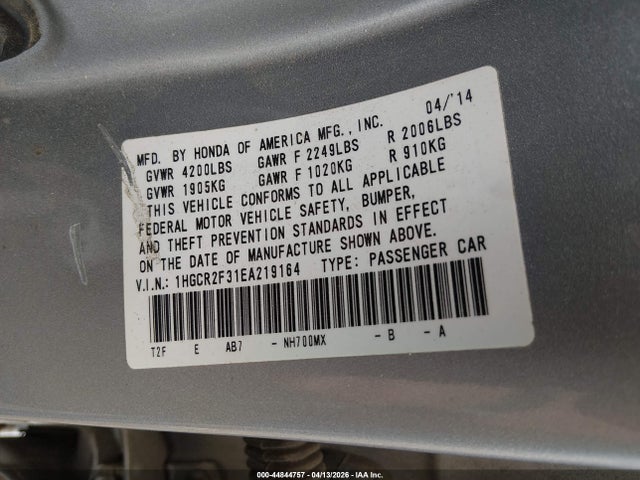 04/'14
MFD. BY HONDA OF AMERICA MFG., INC.
GVWR 4200LBS GAWR F 2249LBS R 2006LBS
GVWR 1905KG GAWR F 1020KG R 910KG
THIS VEHICLE CONFORMS TO ALL APPLICABLE
FEDERAL MOTOR VEHICLE SAFETY, BUMPER,
AND THEFT PREVENTION STANDARDS IN EFFECT
ON THE DATE OF MANUFACTURE SHOWN ABOVE.
V.I.N.: 1HGCR2F31EA219164 TYPE: PASSENGER CAR
T2F E AB7 - NH700MX - B - A
000-44844757 - 04/13/2026 - IAA Inc.